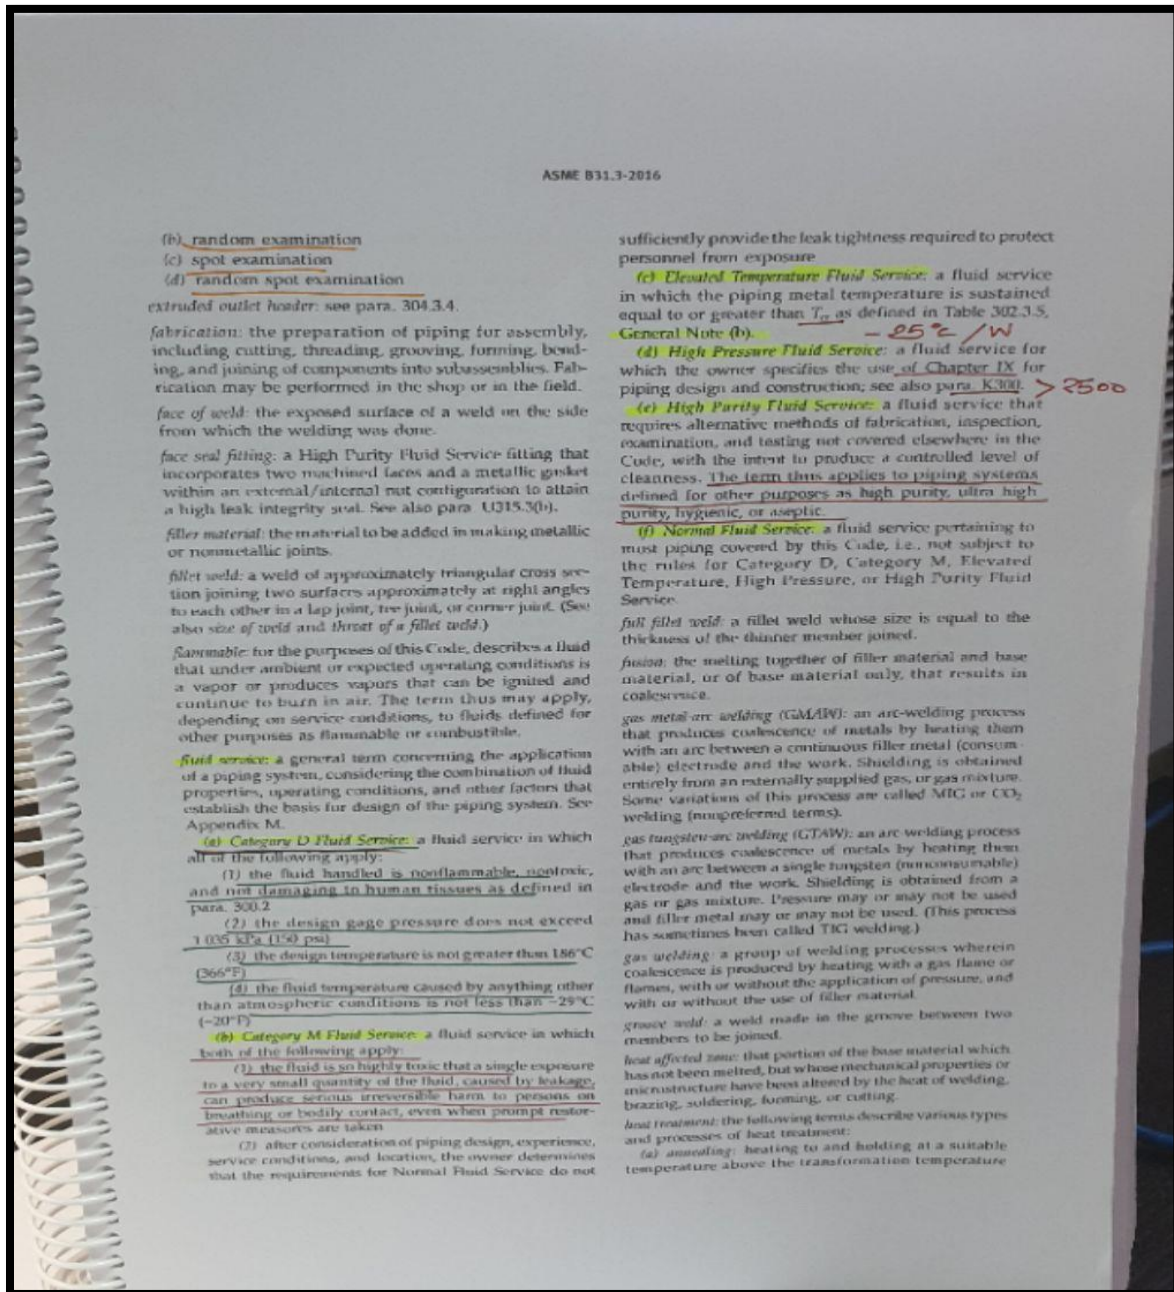 ASME B31.3-2016
(b) random examination
(c) spot examination
(d) random spot examination
extruded outlet header: see para. 304.3.4.
fabrication: the preparation of piping for assembly,
including cutting, threading, grooving, forming, bend-
ing, and joining of components into subassemblies. Fab-
rication may be performed in the shop or in the field.
face of weld: the exposed surface of a weld on the side
from which the welding was done.
face seal fitting: a High Purity Fluid Service fitting that
incorporates two machined faces and a metallic gasket
within an external/internal nut configuration to attain
a high leak integrity seal. See also para. U315.3(b).
filler material: the material to be added in making metallic
or nonmetallic joints.
fillet weld: a weld of approximately triangular cross sec-
tion joining two surfaces approximately at right angles
to each other in a lap joint, tee joint, or corner joint. (See
also size of weld and throat of a fillet weld.)
flammable: for the purposes of this Code, describes a fluid
that under ambient or expected operating conditions is
a vapor or produces vapors that can be ignited and
continue to burn in air. The term thus may apply,
depending on service conditions, to fluids defined for
other purposes as flammable or combustible.
fluid service: a general term concerning the application
of a piping system, considering the combination of fluid
properties, operating conditions, and other factors that
establish the basis for design of the piping system. See
Appendix M.
(a) Category D Fluid Service: a fluid service in which
all of the following apply:
(1) the fluid handled is nonflammable, nontoxic,
and not damaging to human tissues as defined in
para. 300.2
(2) the design gage pressure does not exceed
1 035 kPa (150 psi)
(3) the design temperature is not greater than 186°C
(366°F)
(4) the fluid temperature caused by anything other
than atmospheric conditions is not less than −29°C
(−20°F)
(b) Category M Fluid Service: a fluid service in which
both of the following apply:
(1) the fluid is so highly toxic that a single exposure
to a very small quantity of the fluid, caused by leakage,
can produce serious irreversible harm to persons on
breathing or bodily contact, even when prompt restor-
ative measures are taken
(2) after consideration of piping design, experience,
service conditions, and location, the owner determines
that the requirements for Normal Fluid Service do not
sufficiently provide the leak tightness required to protect
personnel from exposure
(c) Elevated Temperature Fluid Service: a fluid service
in which the piping metal temperature is sustained
equal to or greater than Tcr as defined in Table 302.3.5,
General Note (b). - 25°c / W
(d) High Pressure Fluid Service: a fluid service for
which the owner specifies the use of Chapter IX for
piping design and construction; see also para. K300. > 2500
(e) High Purity Fluid Service: a fluid service that
requires alternative methods of fabrication, inspection,
examination, and testing not covered elsewhere in the
Code, with the intent to produce a controlled level of
cleanness. The term thus applies to piping systems
defined for other purposes as high purity, ultra high
purity, hygienic, or aseptic.
(f) Normal Fluid Service: a fluid service pertaining to
most piping covered by this Code, i.e., not subject to
the rules for Category D, Category M, Elevated
Temperature, High Pressure, or High Purity Fluid
Service.
full fillet weld: a fillet weld whose size is equal to the
thickness of the thinner member joined.
fusion: the melting together of filler material and base
material, or of base material only, that results in
coalescence.
gas metal-arc welding (GMAW): an arc-welding process
that produces coalescence of metals by heating them
with an arc between a continuous filler metal (consum-
able) electrode and the work. Shielding is obtained
entirely from an externally supplied gas, or gas mixture.
Some variations of this process are called MIG or CO2
welding (nonpreferred terms).
gas tungsten-arc welding (GTAW): an arc-welding process
that produces coalescence of metals by heating them
with an arc between a single tungsten (nonconsumable)
electrode and the work. Shielding is obtained from a
gas or gas mixture. Pressure may or may not be used
and filler metal may or may not be used. (This process
has sometimes been called TIG welding.)
gas welding: a group of welding processes wherein
coalescence is produced by heating with a gas flame or
flames, with or without the application of pressure, and
with or without the use of filler material.
groove weld: a weld made in the groove between two
members to be joined.
heat affected zone: that portion of the base material which
has not been melted, but whose mechanical properties or
microstructure have been altered by the heat of welding,
brazing, soldering, forming, or cutting.
heat treatment: the following terms describe various types
and processes of heat treatment:
(a) annealing: heating to and holding at a suitable
temperature above the transformation temperature